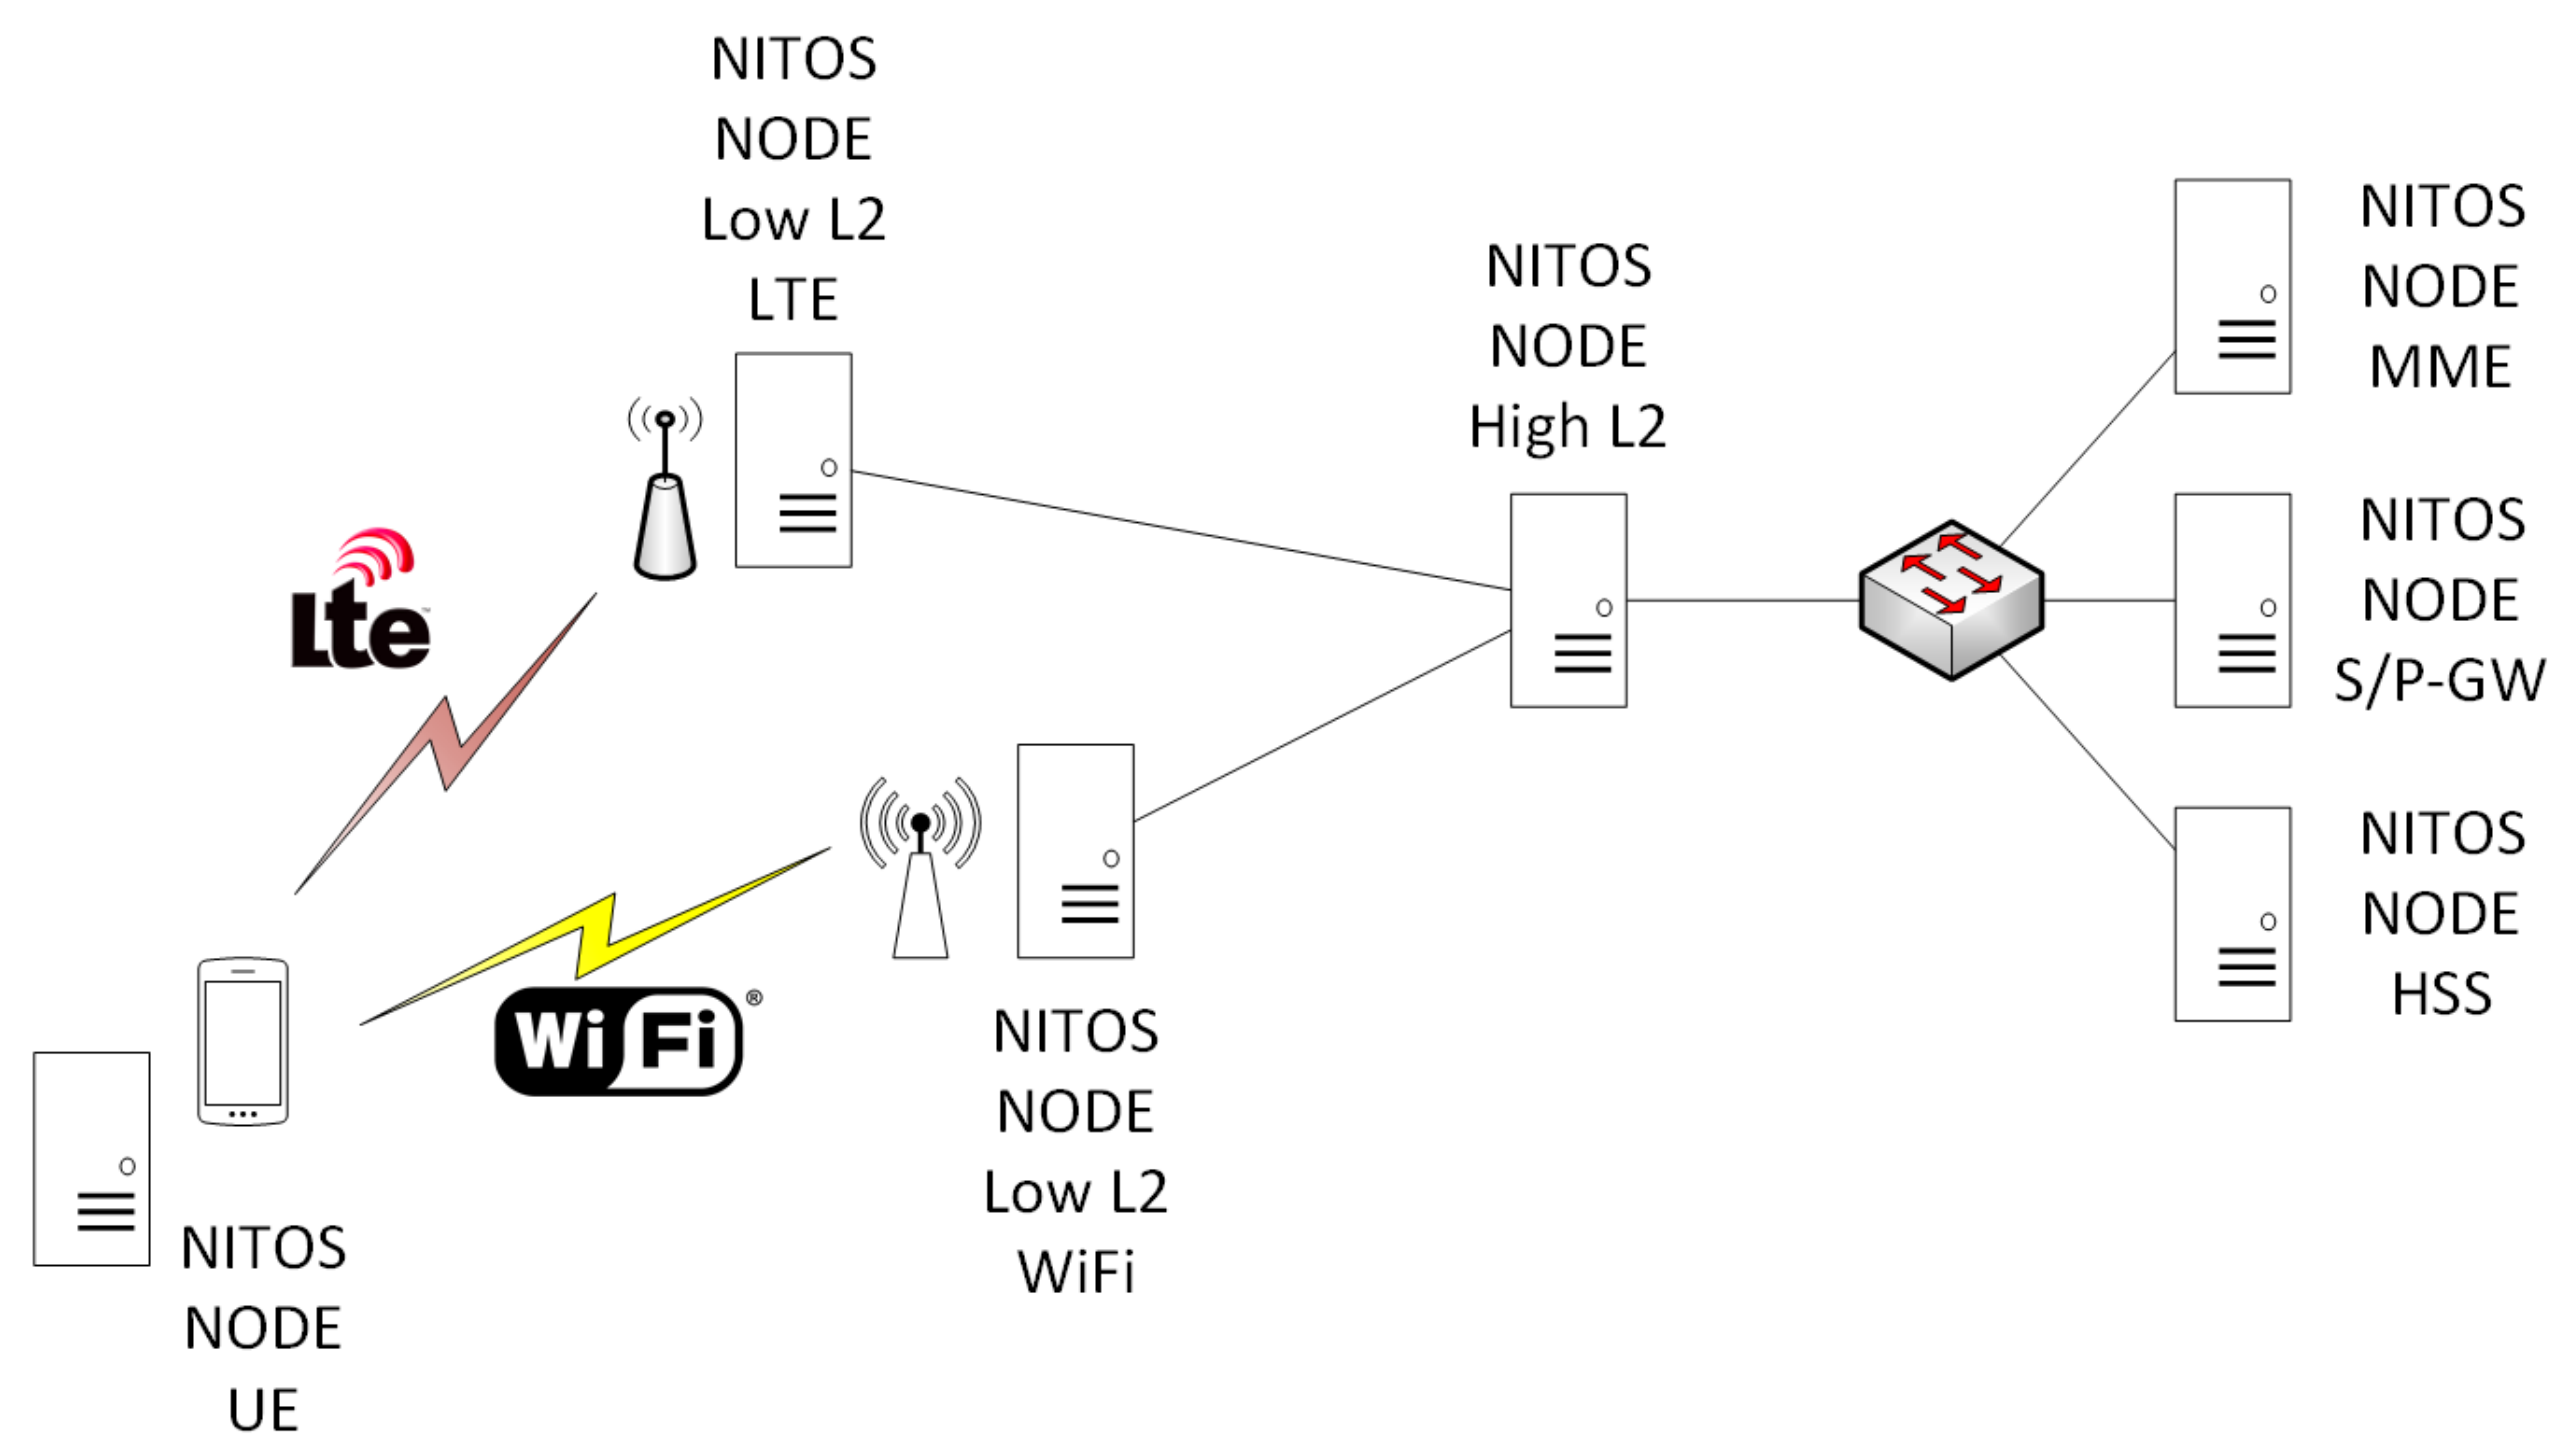 NITOS
NODE
Low L2
LTE
NITOS
NODE
High L2
NITOS
NODE
MME
NITOS
NODE
S/P-GW
Lte™
NITOS
NODE
HSS
Wi Fi ®
NITOS
NODE
Low L2
WiFi
NITOS
NODE
UE